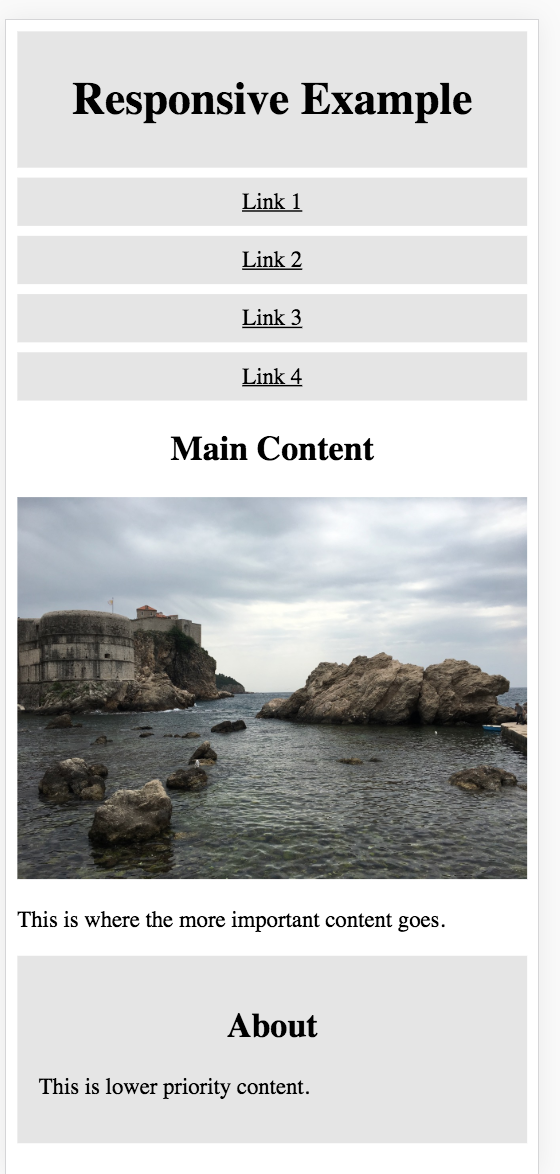 Responsive Example
Link 1
Link 2
Link 3
Link 4
Main Content
This is where the more important content goes.
About
This is lower priority content.